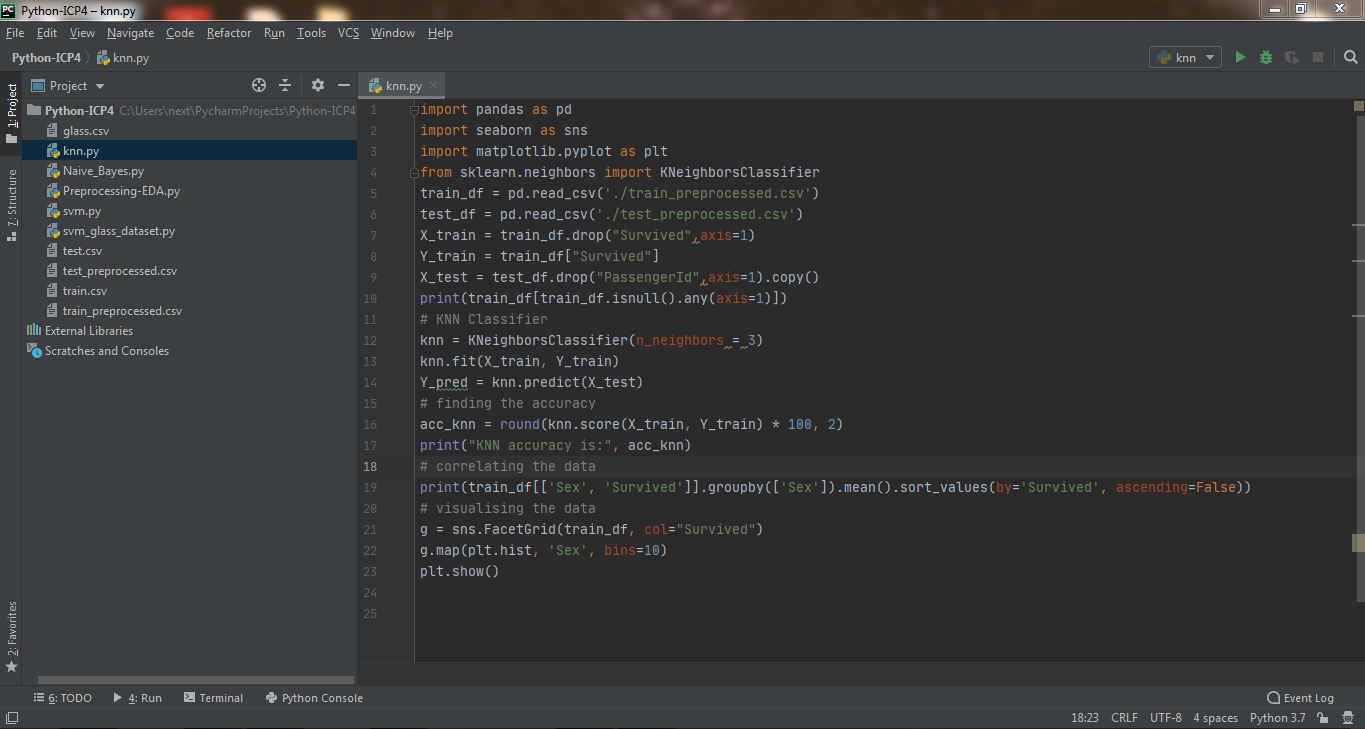 Python-ICP4 – knn.py
File Edit View Navigate Code Refactor Run Tools VCS Window Help
Python-ICP4 knn.py
knn
1: Project
7: Structure
2: Favorites
Project
Python-ICP4 C:\Users\next\PycharmProjects\Python-ICP4
glass.csv
knn.py
Naive_Bayes.py
Preprocessing-EDA.py
svm.py
svm_glass_dataset.py
test.csv
test_preprocessed.csv
train.csv
train_preprocessed.csv
External Libraries
Scratches and Consoles
knn.py
1 import pandas as pd
2 import seaborn as sns
3 import matplotlib.pyplot as plt
4 from sklearn.neighbors import KNeighborsClassifier
5 train_df = pd.read_csv('./train_preprocessed.csv')
6 test_df = pd.read_csv('./test_preprocessed.csv')
7 X_train = train_df.drop("Survived",axis=1)
8 Y_train = train_df["Survived"]
9 X_test = test_df.drop("PassengerId",axis=1).copy()
10 print(train_df[train_df.isnull().any(axis=1)])
11 # KNN Classifier
12 knn = KNeighborsClassifier(n_neighbors = 3)
13 knn.fit(X_train, Y_train)
14 Y_pred = knn.predict(X_test)
15 # finding the accuracy
16 acc_knn = round(knn.score(X_train, Y_train) * 100, 2)
17 print("KNN accuracy is:", acc_knn)
18 # correlating the data
19 print(train_df[['Sex', 'Survived']].groupby(['Sex']).mean().sort_values(by='Survived', ascending=False))
20 # visualising the data
21 g = sns.FacetGrid(train_df, col="Survived")
22 g.map(plt.hist, 'Sex', bins=10)
23 plt.show()
24
25
6: TODO 4: Run Terminal Python Console Event Log
18:23 CRLF UTF-8 4 spaces Python 3.7